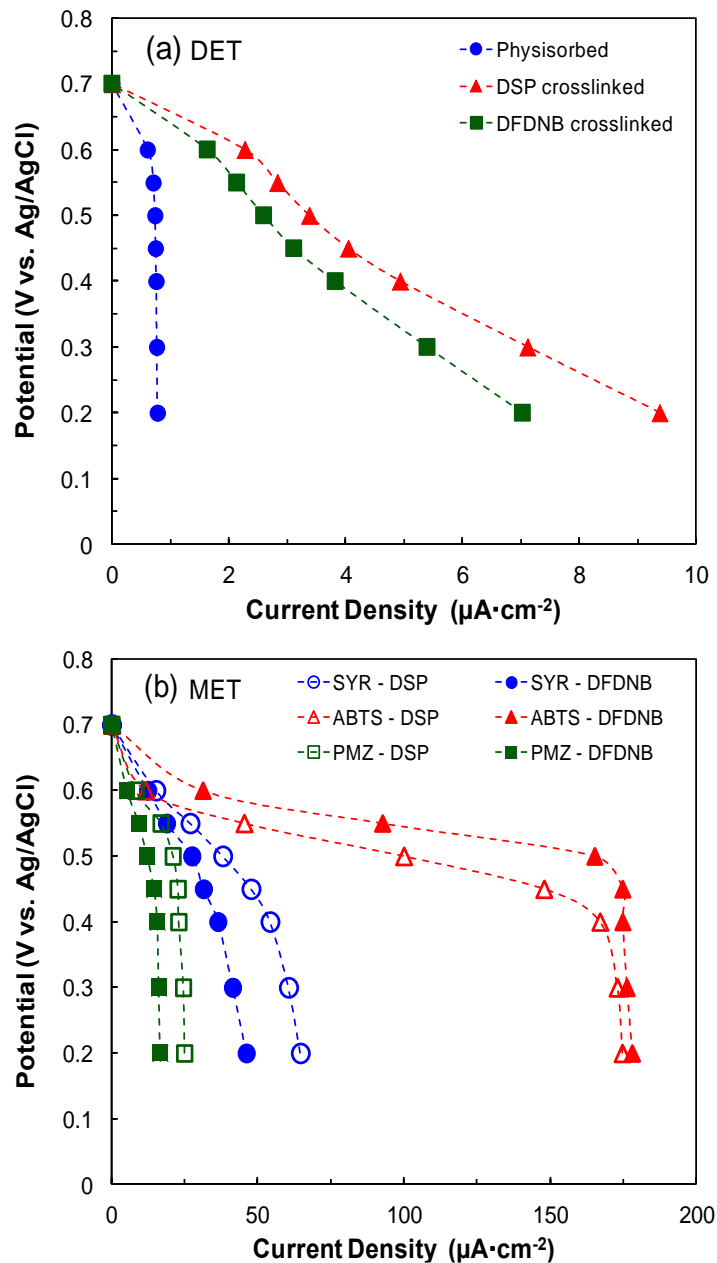 (a) DET
Physisorbed
DSP crosslinked
DFDNB crosslinked
0.8
0.7
0.6
0.5
0.4
0.3
0.2
0.1
0
Potential (V vs. Ag/AgCl)
0 2 4 6 8 10
Current Density (µA·cm-2)
(b) MET
SYR - DSP SYR - DFDNB
ABTS - DSP ABTS - DFDNB
PMZ - DSP PMZ - DFDNB
0.8
0.7
0.6
0.5
0.4
0.3
0.2
0.1
0
Potential (V vs. Ag/AgCl)
0 50 100 150 200
Current Density (µA·cm-2)